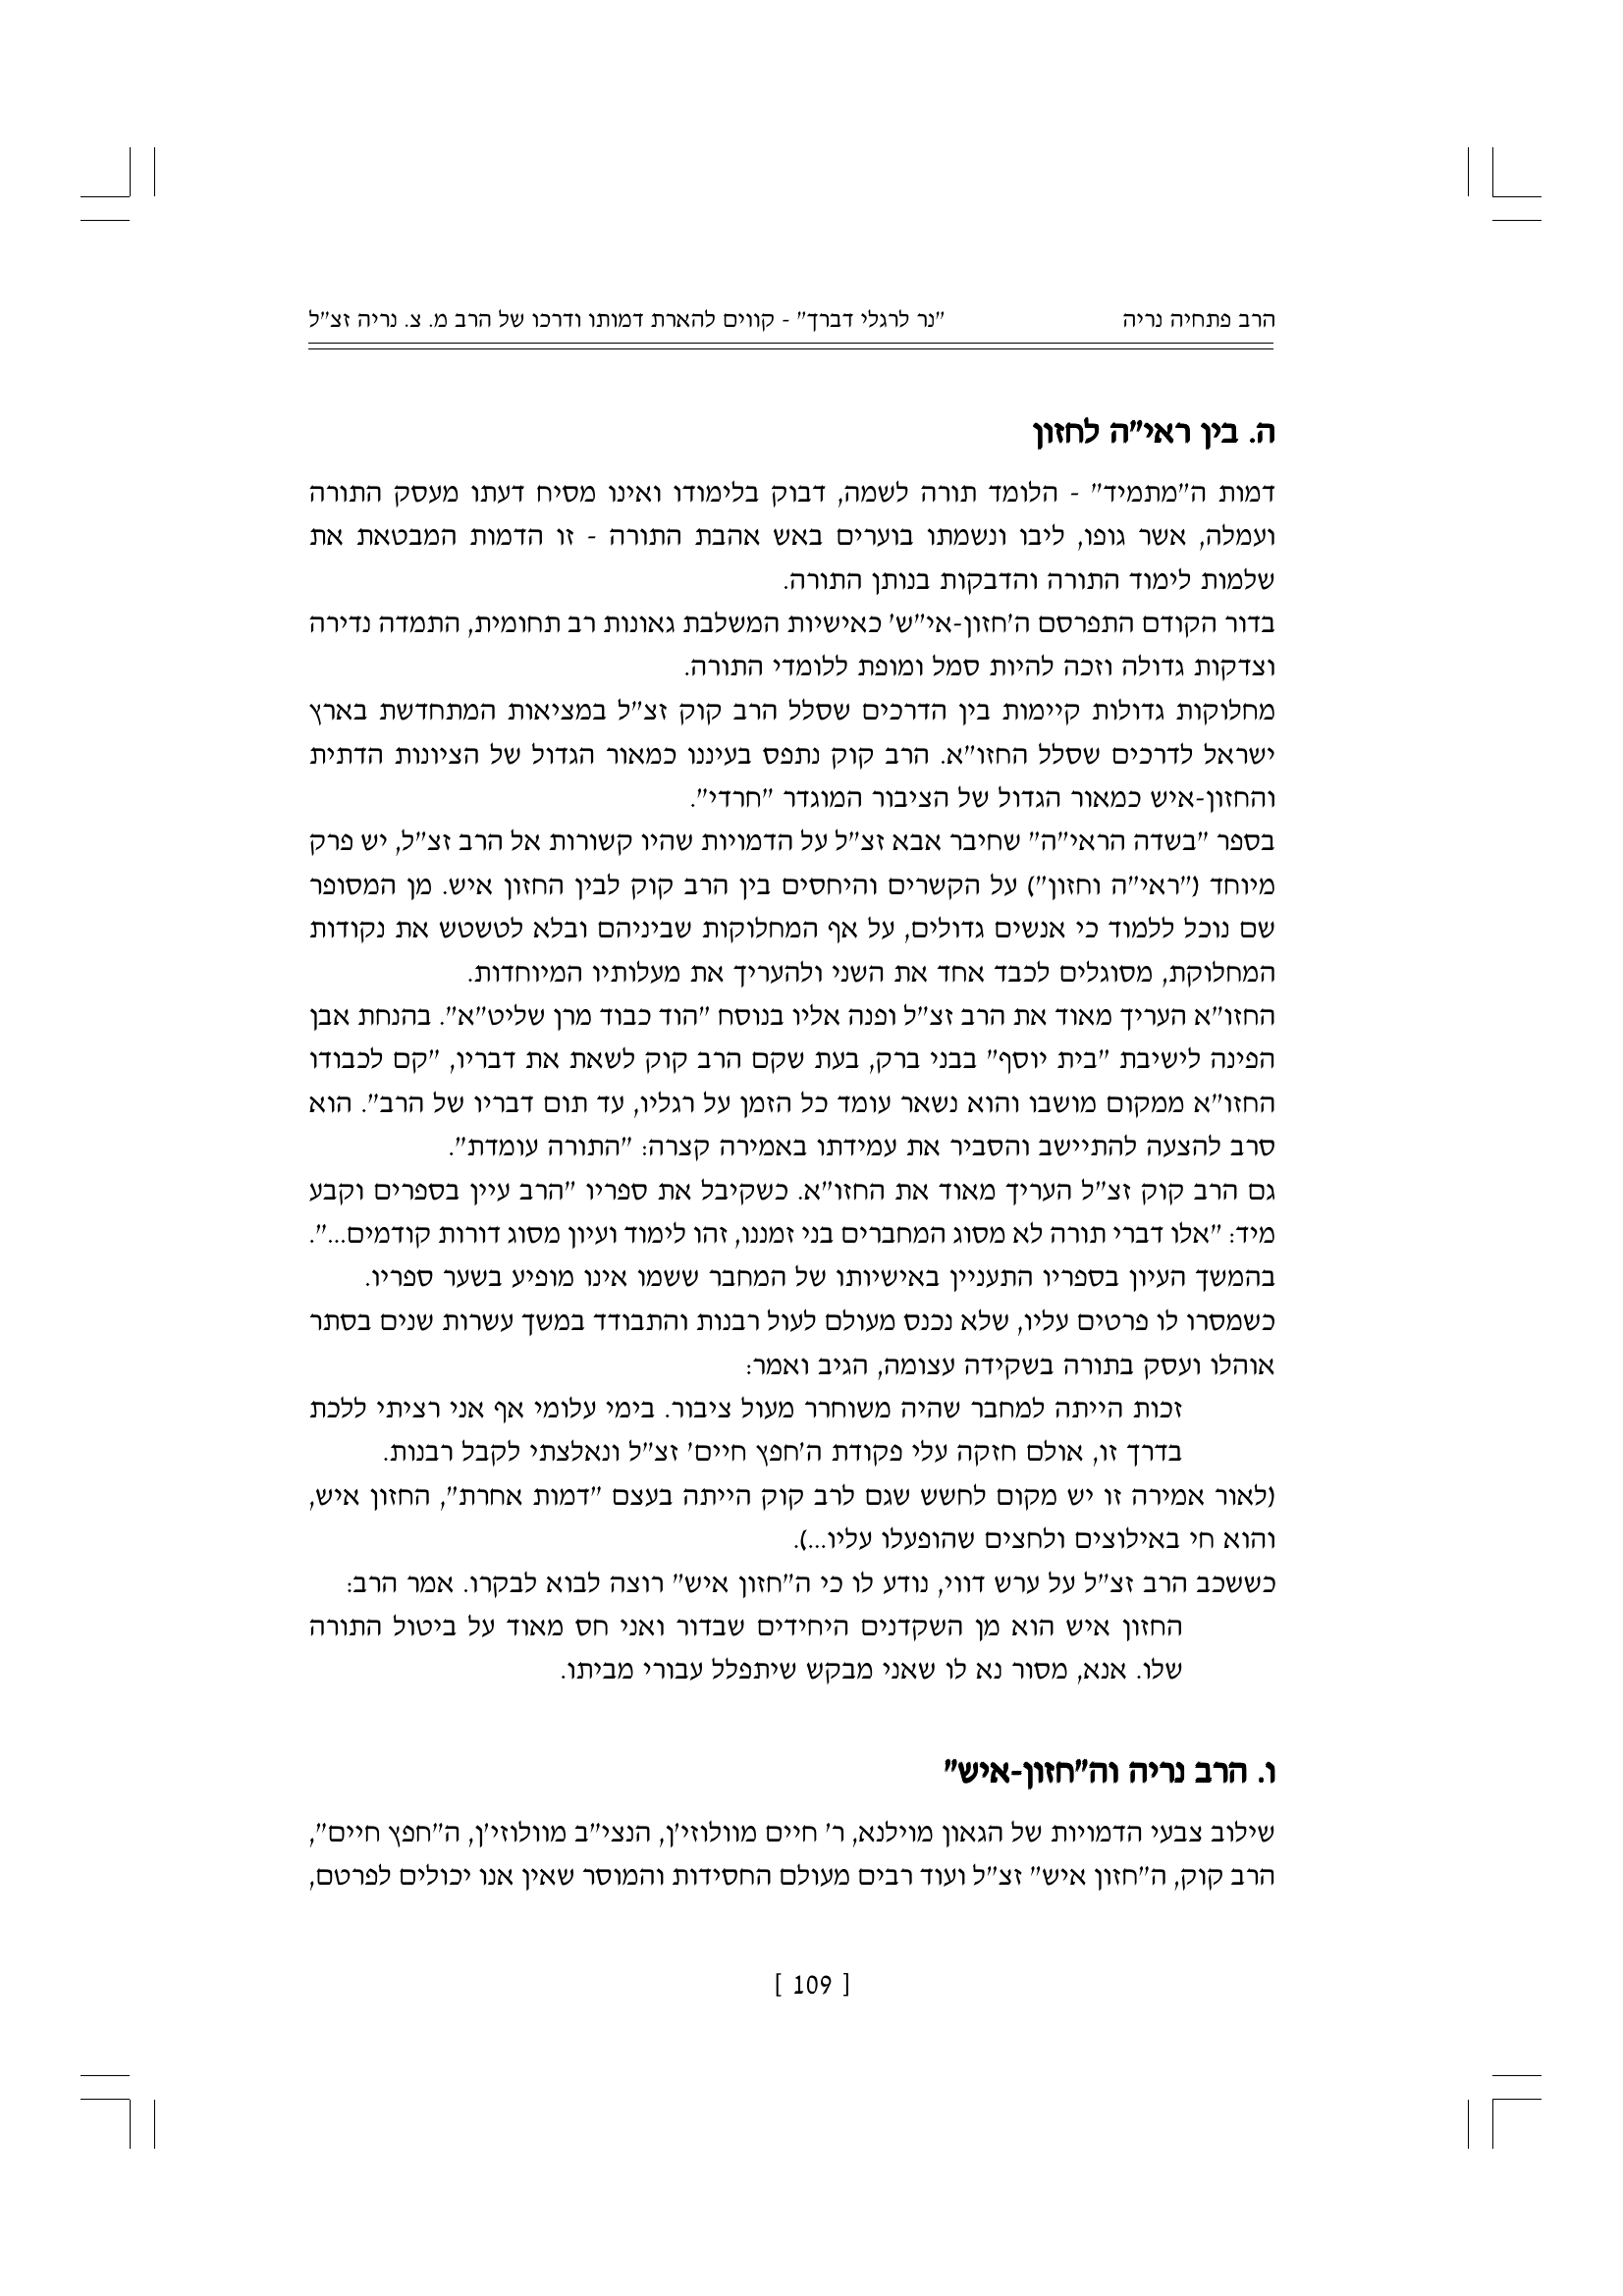 הרב פתחיה נריה "נר לרגלי דברך" - קווים להארת דמותו ודרכו של הרב מ. צ. נריה זצ"ל
ה. בין ראי"ה לחזון
דמות ה"מתמיד" - הלומד תורה לשמה, דבוק בלימודו ואינו מסיח דעתו מעסק התורה
ועמלה, אשר גופו, ליבו ונשמתו בוערים באש אהבת התורה - זו הדמות המבטאת את
שלמות לימוד התורה והדבקות בנותן התורה.
בדור הקודם התפרסם ה'חזון-אי"ש' כאישיות המשלבת גאונות רב תחומית, התמדה נדירה
וצדקות גדולה וזכה להיות סמל ומופת ללומדי התורה.
מחלוקות גדולות קיימות בין הדרכים שסלל הרב קוק זצ"ל במציאות המתחדשת בארץ
ישראל לדרכים שסלל החזו"א. הרב קוק נתפס בעיננו כמאור הגדול של הציונות הדתית
והחזון-איש כמאור הגדול של הציבור המוגדר "חרדי".
בספר "בשדה הראי"ה" שחיבר אבא זצ"ל על הדמויות שהיו קשורות אל הרב זצ"ל, יש פרק
מיוחד ("ראי"ה וחזון") על הקשרים והיחסים בין הרב קוק לבין החזון איש. מן המסופר
שם נוכל ללמוד כי אנשים גדולים, על אף המחלוקות שביניהם ובלא לטשטש את נקודות
המחלוקת, מסוגלים לכבד אחד את השני ולהעריך את מעלותיו המיוחדות.
החזו"א העריך מאוד את הרב זצ"ל ופנה אליו בנוסח "הוד כבוד מרן שליט"א". בהנחת אבן
הפינה לישיבת "בית יוסף" בבני ברק, בעת שקם הרב קוק לשאת את דבריו, "קם לכבודו
החזו"א ממקום מושבו והוא נשאר עומד כל הזמן על רגליו, עד תום דבריו של הרב". הוא
סרב להצעה להתיישב והסביר את עמידתו באמירה קצרה: "התורה עומדת".
גם הרב קוק זצ"ל העריך מאוד את החזו"א. כשקיבל את ספריו "הרב עיין בספרים וקבע
מיד: "אלו דברי תורה לא מסוג המחברים בני זמננו, זהו לימוד ועיון מסוג דורות קודמים...".
בהמשך העיון בספריו התעניין באישיותו של המחבר ששמו אינו מופיע בשער ספריו.
כשמסרו לו פרטים עליו, שלא נכנס מעולם לעול רבנות והתבודד במשך עשרות שנים בסתר
אוהלו ועסק בתורה בשקידה עצומה, הגיב ואמר:
זכות הייתה למחבר שהיה משוחרר מעול ציבור. בימי עלומי אף אני רציתי ללכת
בדרך זו, אולם חזקה עלי פקודת ה'חפץ חיים' זצ"ל ונאלצתי לקבל רבנות.
(לאור אמירה זו יש מקום לחשש שגם לרב קוק הייתה בעצם "דמות אחרת", החזון איש,
והוא חי באילוצים ולחצים שהופעלו עליו...).
כששכב הרב זצ"ל על ערש דווי, נודע לו כי ה"חזון איש" רוצה לבוא לבקרו. אמר הרב:
החזון איש הוא מן השקדנים היחידים שבדור ואני חס מאוד על ביטול התורה
שלו. אנא, מסור נא לו שאני מבקש שיתפלל עבורי מביתו.
ו. הרב נריה וה"חזון-איש"
שילוב צבעי הדמויות של הגאון מוילנא, ר' חיים מוולוזי'ן, הנצי"ב מוולוזי'ן, ה"חפץ חיים",
הרב קוק, ה"חזון איש" זצ"ל ועוד רבים מעולם החסידות והמוסר שאין אנו יכולים לפרטם,
[ 109 ]